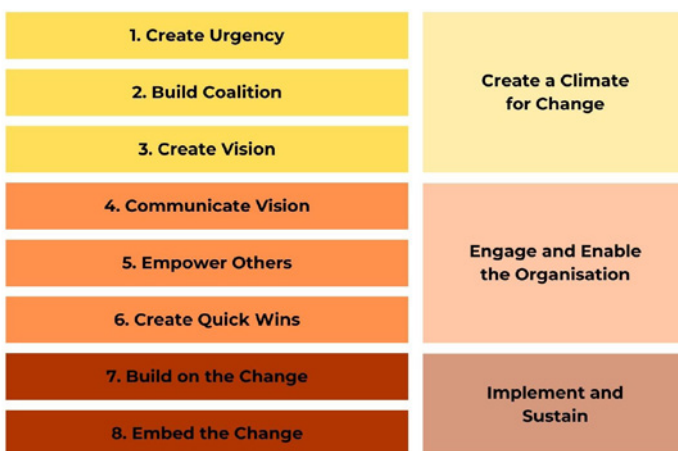 1. Create Urgency
2. Build Coalition
3. Create Vision
Create a Climate
for Change
4. Communicate Vision
5. Empower Others
6. Create Quick Wins
Engage and Enable
the Organisation
7. Build on the Change
8. Embed the Change
Implement and
Sustain